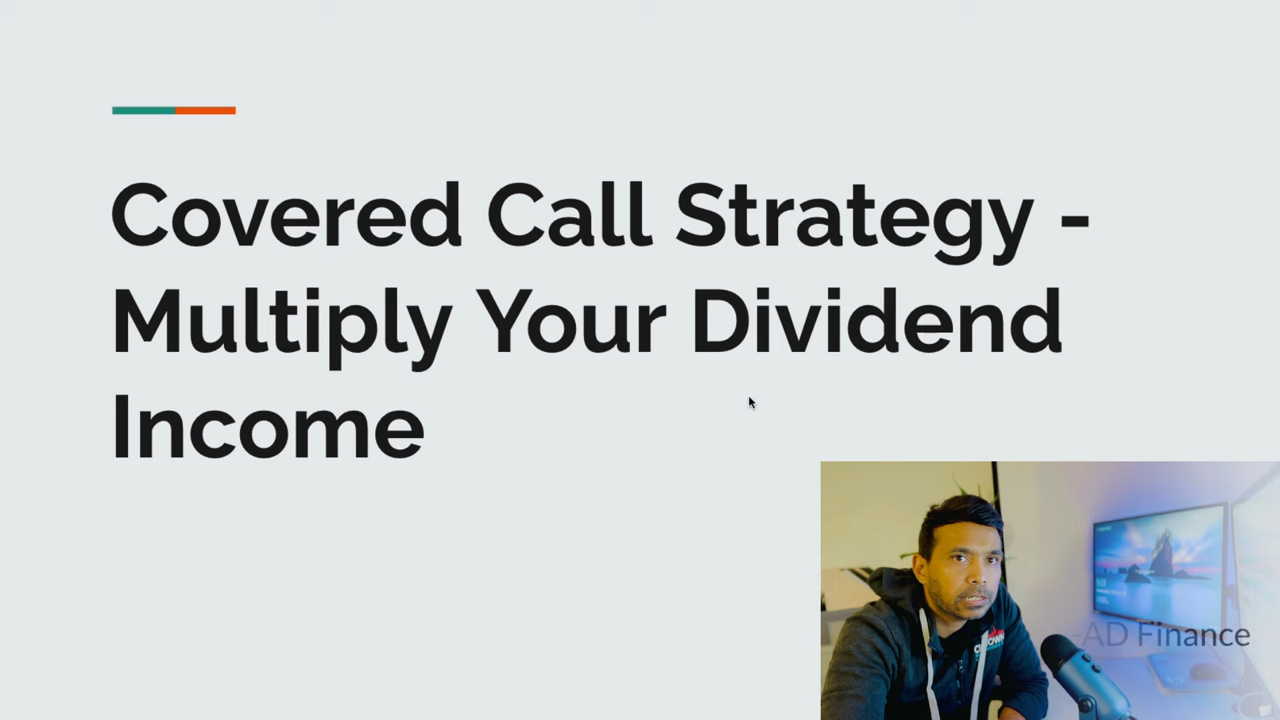 Covered Call Strategy -
Multiply Your Dividend
Income
-AD Finance